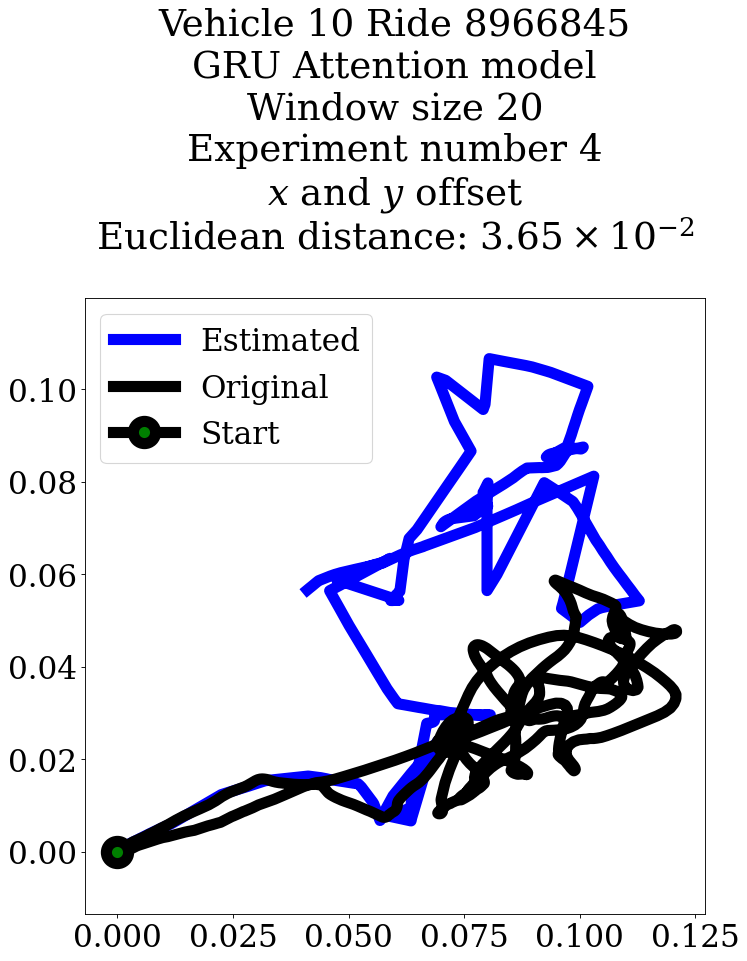 Vehicle 10 Ride 8966845
GRU Attention model
Window size 20
Experiment number 4
x and y offset
Euclidean distance: 3.65 × 10⁻²
Estimated
Original
Start
0.10
0.08
0.06
0.04
0.02
0.00
0.000 0.025 0.050 0.075 0.100 0.125